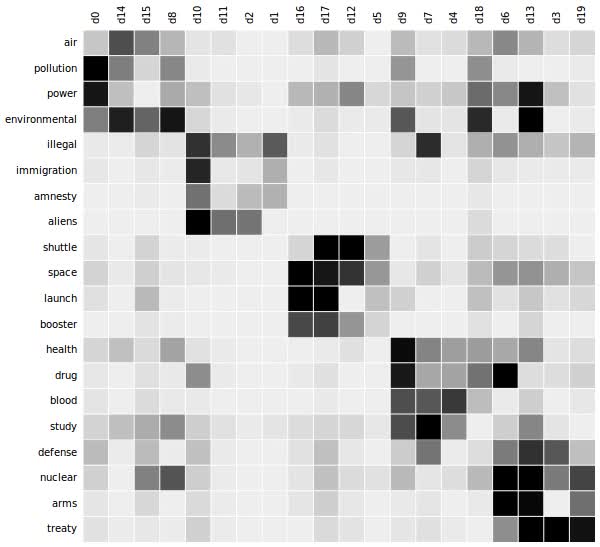 d0 d14 d15 d8 d10 d11 d2 d1 d16 d17 d12 d5 d9 d7 d4 d18 d6 d13 d3 d19
air
pollution
power
environmental
illegal
immigration
amnesty
aliens
shuttle
space
launch
booster
health
drug
blood
study
defense
nuclear
arms
treaty